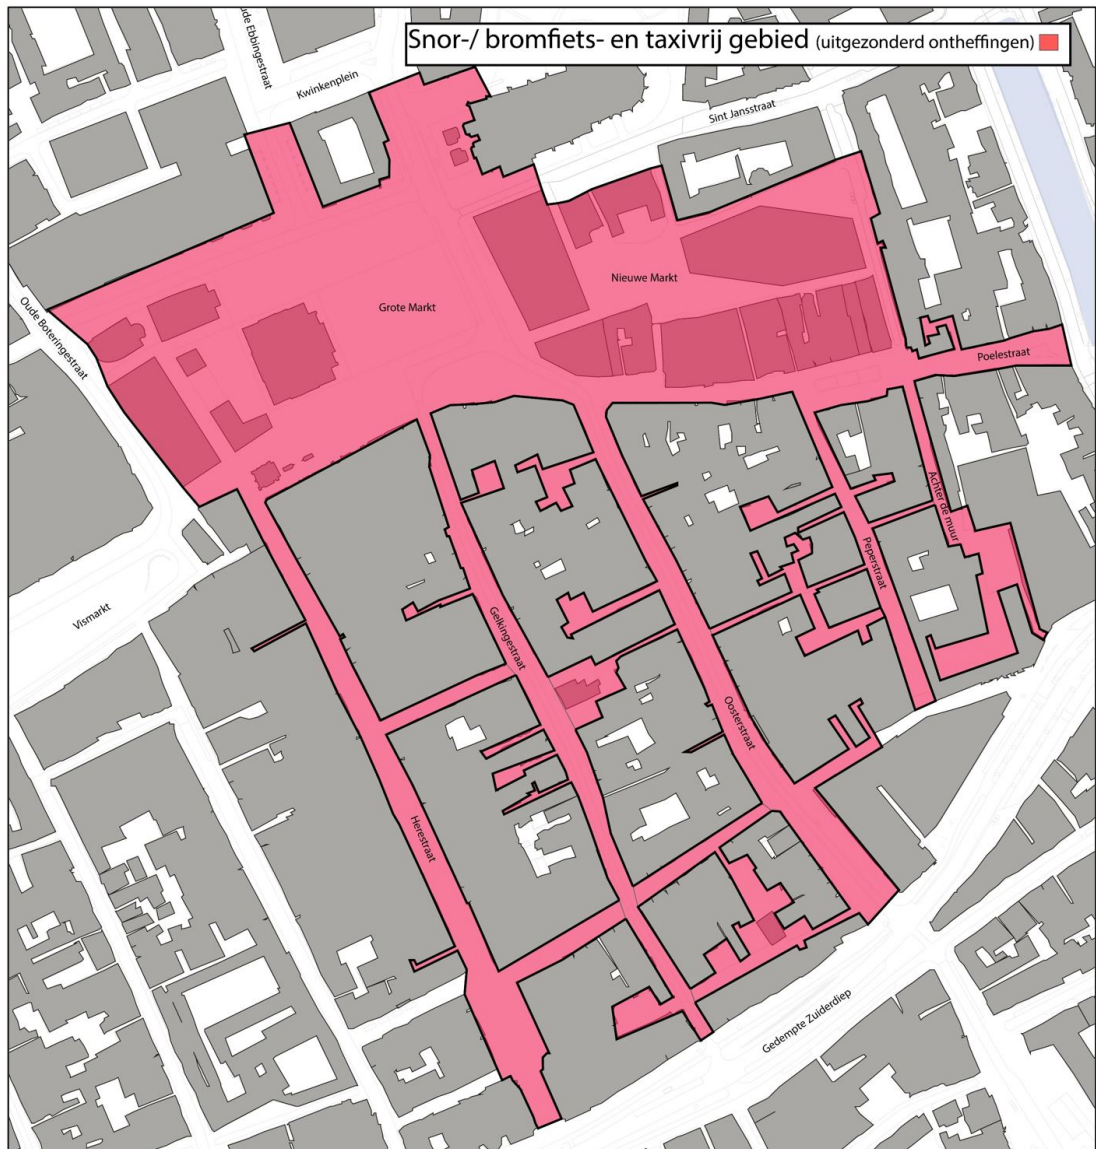 Snor-/ bromfiets- en taxivrij gebied (uitgezonderd ontheffingen)
ude Ebbingestraat
Kwinkenplein
Sint Jansstraat
Nieuwe Markt
Grote Markt
Oude Boteringestraat
Poelestraat
Achter de muur
Peperstraat
Vismarkt
Gelkingestraat
Oosterstraat
Herestraat
Gedempte Zuiderdiep